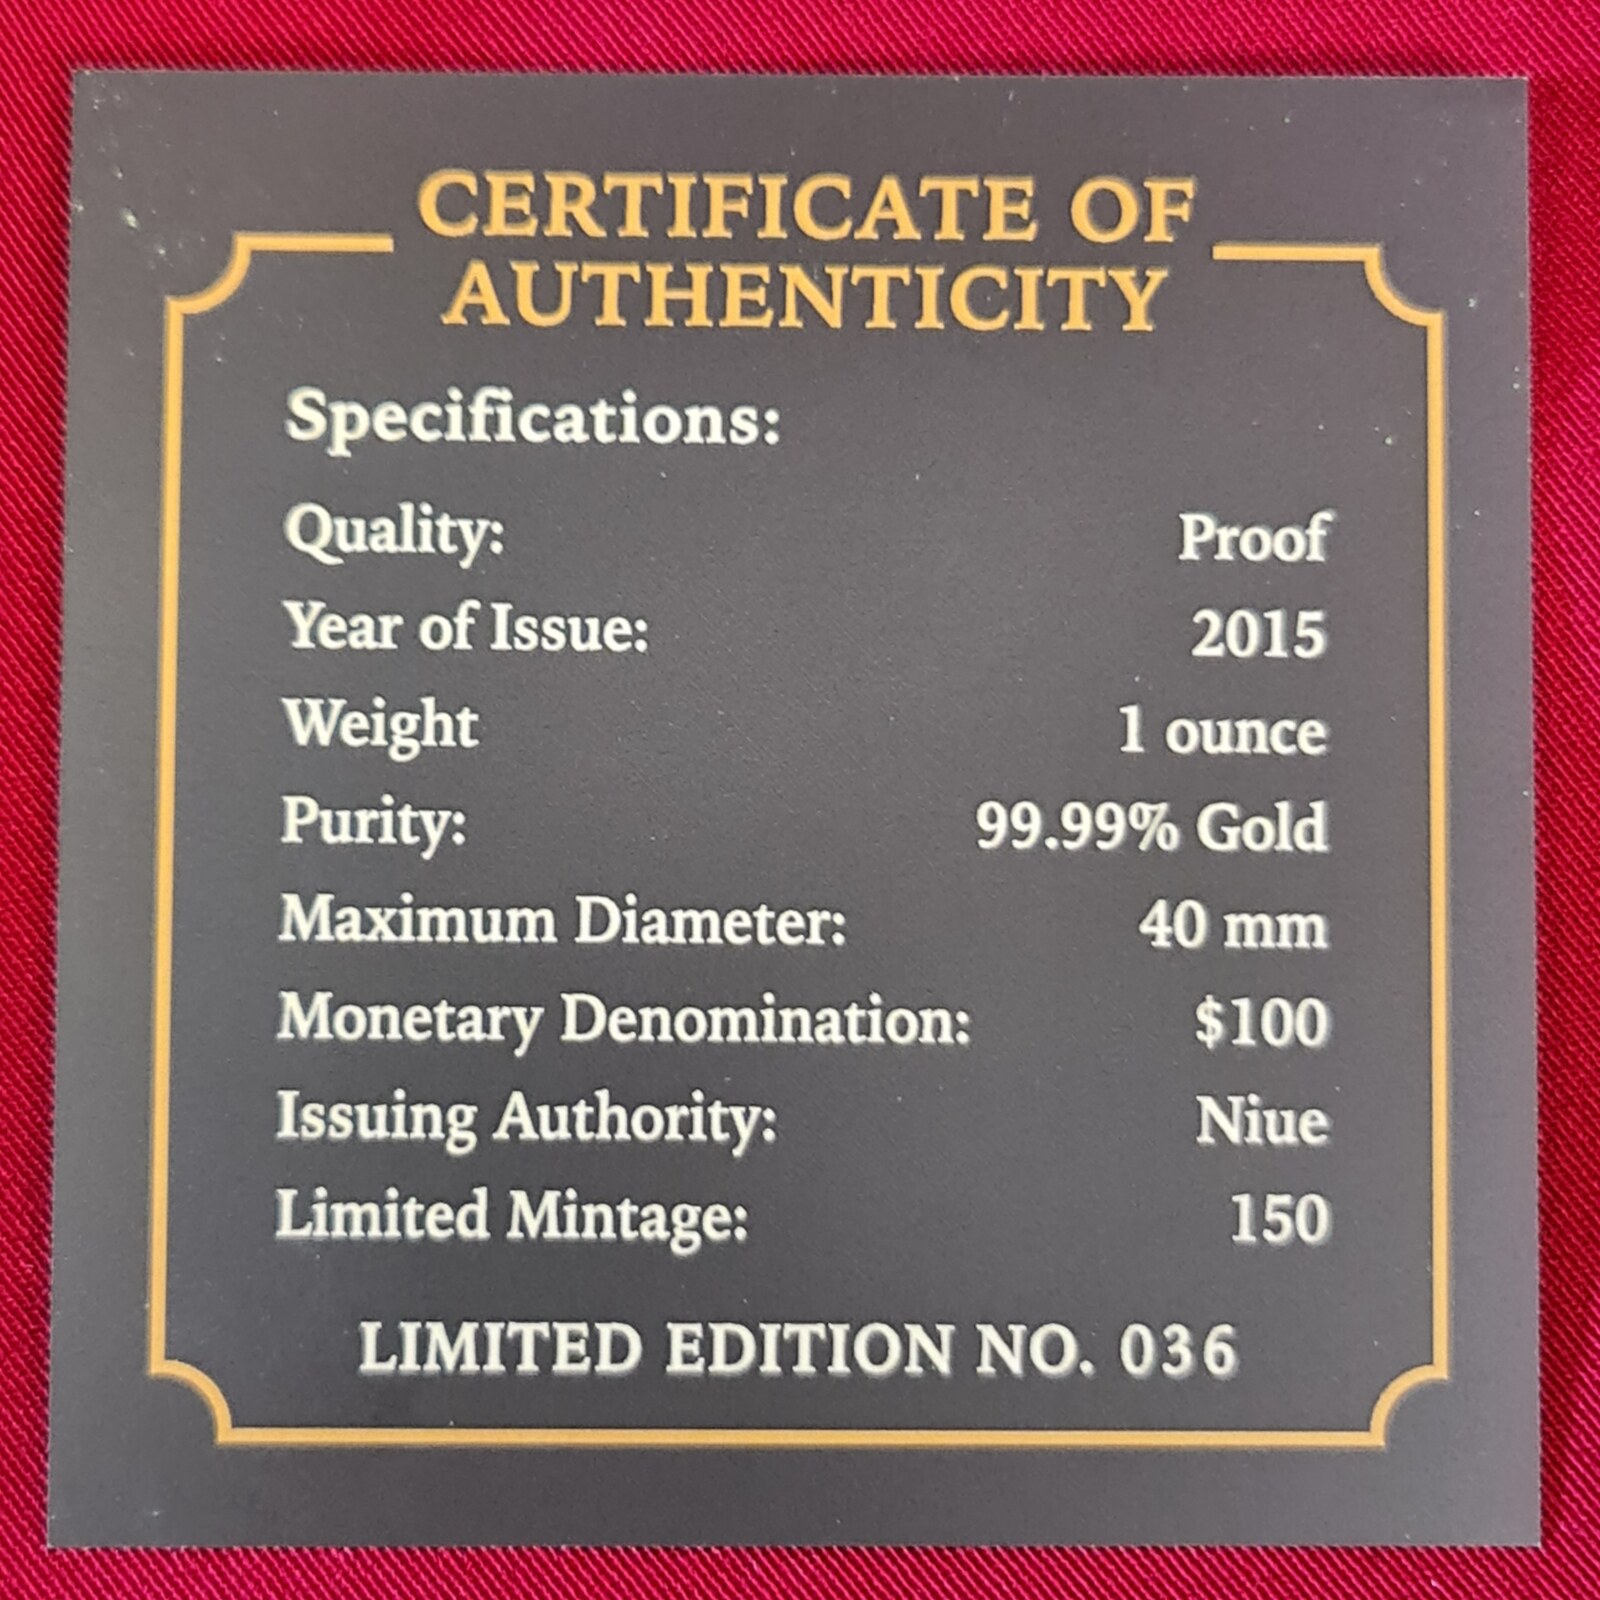 CERTIFICATE OF
AUTHENTICITY
Specifications:
Quality: Proof
Year of Issue: 2015
Weight 1 ounce
Purity: 99.99% Gold
Maximum Diameter: 40 mm
Monetary Denomination: $100
Issuing Authority: Niue
Limited Mintage: 150
LIMITED EDITION NO. 036